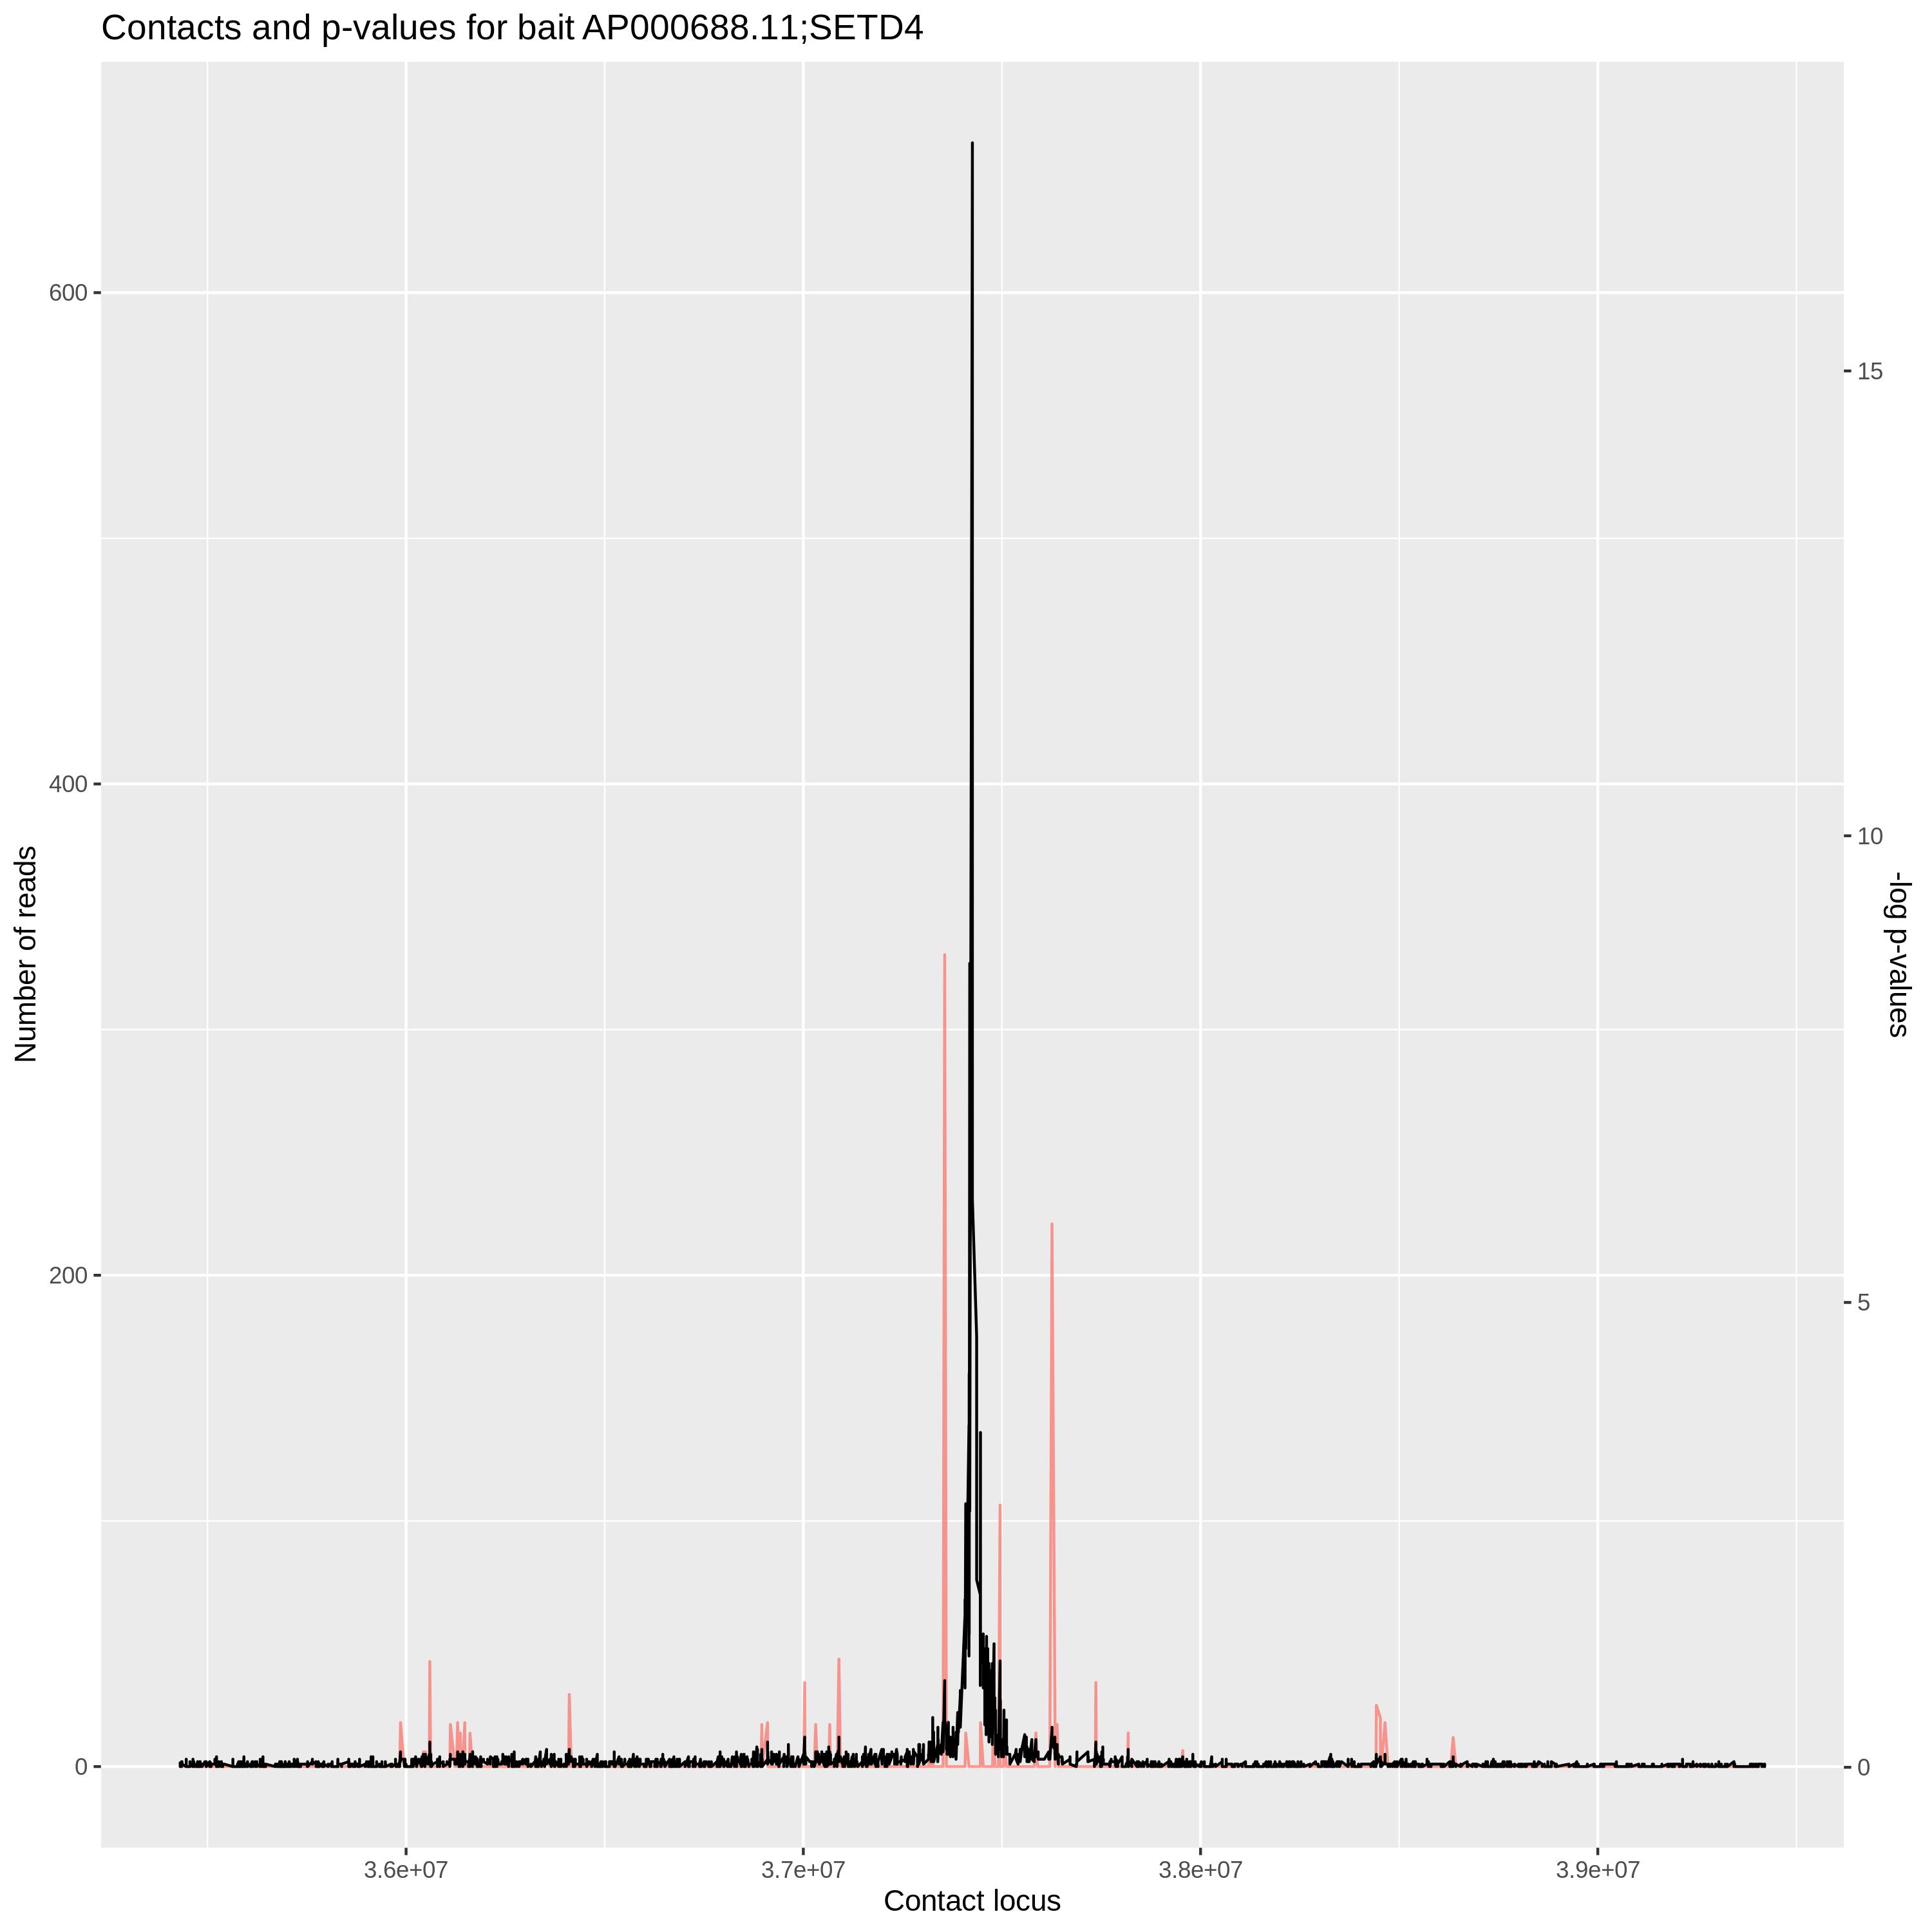 Contacts and p-values for bait AP000688.11;SETD4
600
400
200
0
Number of reads
15
10
5
0
-log p-values
3.6e+07
3.7e+07
3.8e+07
3.9e+07
Contact locus